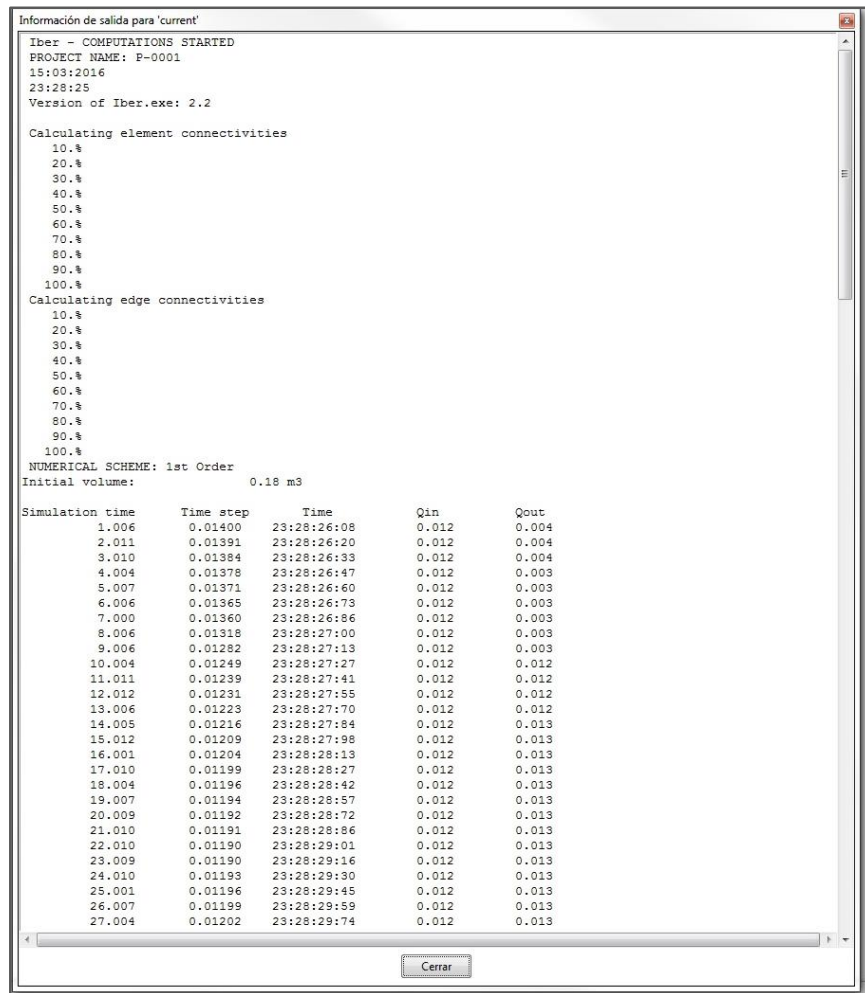 Información de salida para 'current'
Iber - COMPUTATIONS STARTED
PROJECT NAME: P-0001
15:03:2016
23:28:25
Version of Iber.exe: 2.2
Calculating element connectivities
10.%
20.%
30.%
40.%
50.%
60.%
70.%
80.%
90.%
100.%
Calculating edge connectivities
10.%
20.%
30.%
40.%
50.%
60.%
70.%
80.%
90.%
100.%
NUMERICAL SCHEME: 1st Order
Initial volume: 0.18 m3
Simulation time Time step Time Qin Qout
1.006 0.01400 23:28:26:08 0.012 0.004
2.011 0.01391 23:28:26:20 0.012 0.004
3.010 0.01384 23:28:26:33 0.012 0.004
4.004 0.01378 23:28:26:47 0.012 0.003
5.007 0.01371 23:28:26:60 0.012 0.003
6.006 0.01365 23:28:26:73 0.012 0.003
7.000 0.01360 23:28:26:86 0.012 0.003
8.006 0.01318 23:28:27:00 0.012 0.003
9.006 0.01282 23:28:27:13 0.012 0.003
10.004 0.01249 23:28:27:27 0.012 0.012
11.011 0.01239 23:28:27:41 0.012 0.012
12.012 0.01231 23:28:27:55 0.012 0.012
13.006 0.01223 23:28:27:70 0.012 0.012
14.005 0.01216 23:28:27:84 0.012 0.013
15.012 0.01209 23:28:27:98 0.012 0.013
16.001 0.01204 23:28:28:13 0.012 0.013
17.010 0.01199 23:28:28:27 0.012 0.013
18.004 0.01196 23:28:28:42 0.012 0.013
19.007 0.01194 23:28:28:57 0.012 0.013
20.009 0.01192 23:28:28:72 0.012 0.013
21.010 0.01191 23:28:28:86 0.012 0.013
22.010 0.01190 23:28:29:01 0.012 0.013
23.009 0.01190 23:28:29:16 0.012 0.013
24.010 0.01193 23:28:29:30 0.012 0.013
25.001 0.01196 23:28:29:45 0.012 0.013
26.007 0.01199 23:28:29:59 0.012 0.013
27.004 0.01202 23:28:29:74 0.012 0.013
Cerrar